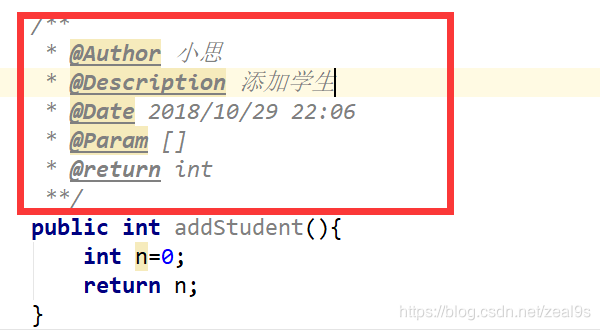 /**
* @Author 小思
* @Description 添加学生
* @Date 2018/10/29 22:06
* @Param []
* @return int
**/
public int addStudent(){
int n=0;
return n;
}
https://blog.csdn.net/zeal9s